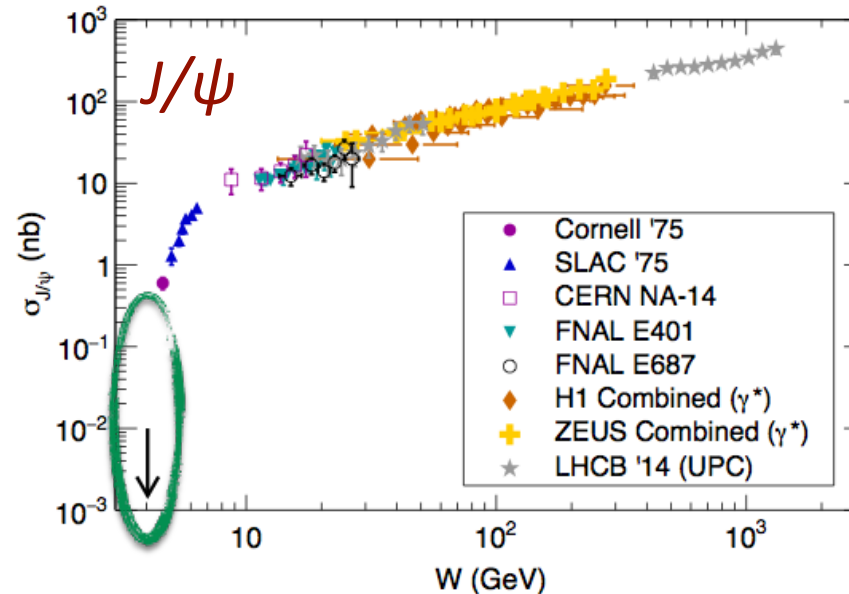 J/ψ
σJ/ψ (nb)
10³
10²
10
1
10⁻¹
10⁻²
10⁻³
Cornell '75
SLAC '75
CERN NA-14
FNAL E401
FNAL E687
H1 Combined (γ*)
ZEUS Combined (γ*)
LHCB '14 (UPC)
10 10² 10³
W (GeV)